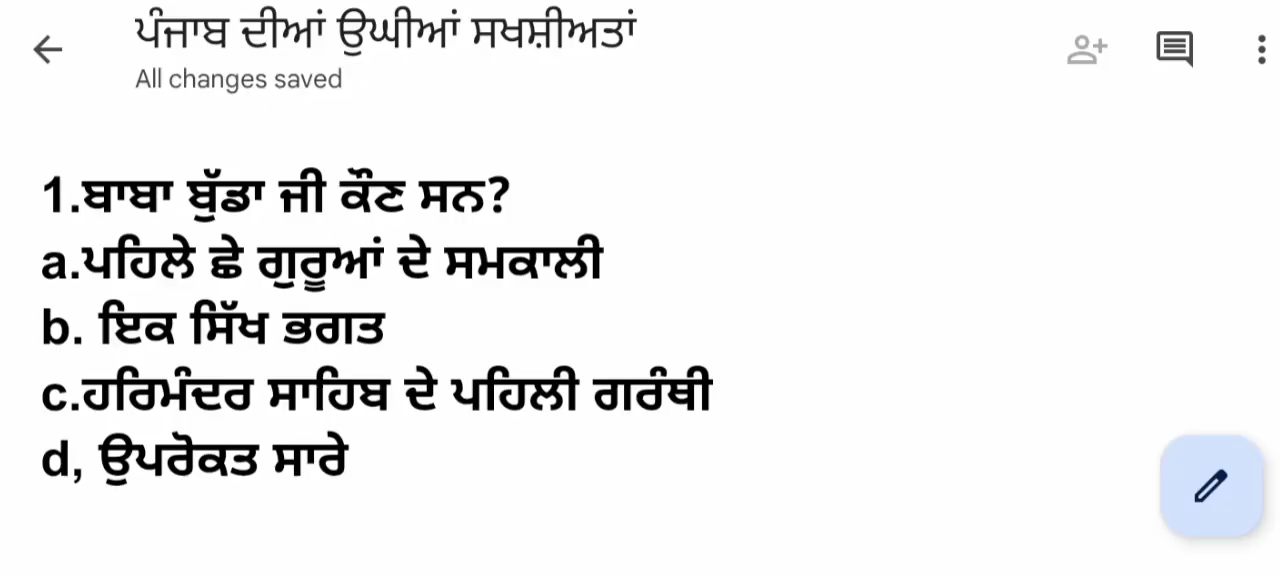 ਪੰਜਾਬ ਦੀਆਂ ਉਘੀਆਂ ਸਖਸ਼ੀਅਤਾਂ
All changes saved
1.ਬਾਬਾ ਬੁੱਡਾ ਜੀ ਕੌਣ ਸਨ?
a.ਪਹਿਲੇ ਛੇ ਗੁਰੂਆਂ ਦੇ ਸਮਕਾਲੀ
b. ਇਕ ਸਿੱਖ ਭਗਤ
c.ਹਰਿਮੰਦਰ ਸਾਹਿਬ ਦੇ ਪਹਿਲੀ ਗਰੰਥੀ
d, ਉਪਰੋਕਤ ਸਾਰੇ